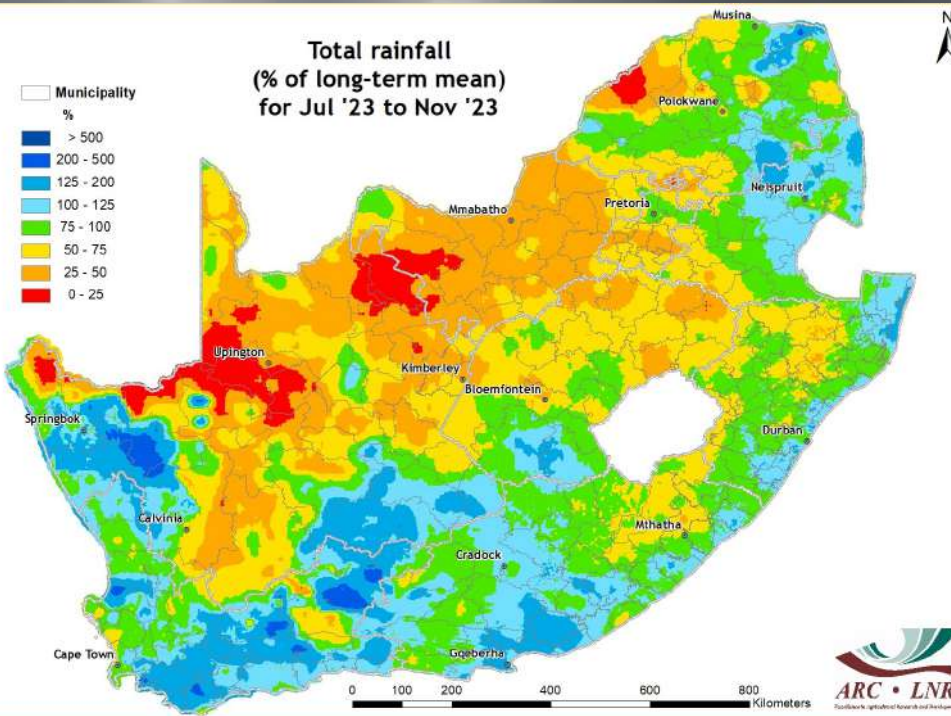 Total rainfall
(% of long-term mean)
for Jul '23 to Nov '23
N
Municipality
%
> 500
200 - 500
125 - 200
100 - 125
75 - 100
50 - 75
25 - 50
0 - 25
Musina
Polokwane
Nelspruit
Pretoria
Mmabatho
Upington
Kimberley
Bloemfontein
Springbok
Durban
Calvinia
Mthatha
Cradock
Cape Town
Gqeberha
0 100 200 400 600 800
Kilometers
ARC • LNR